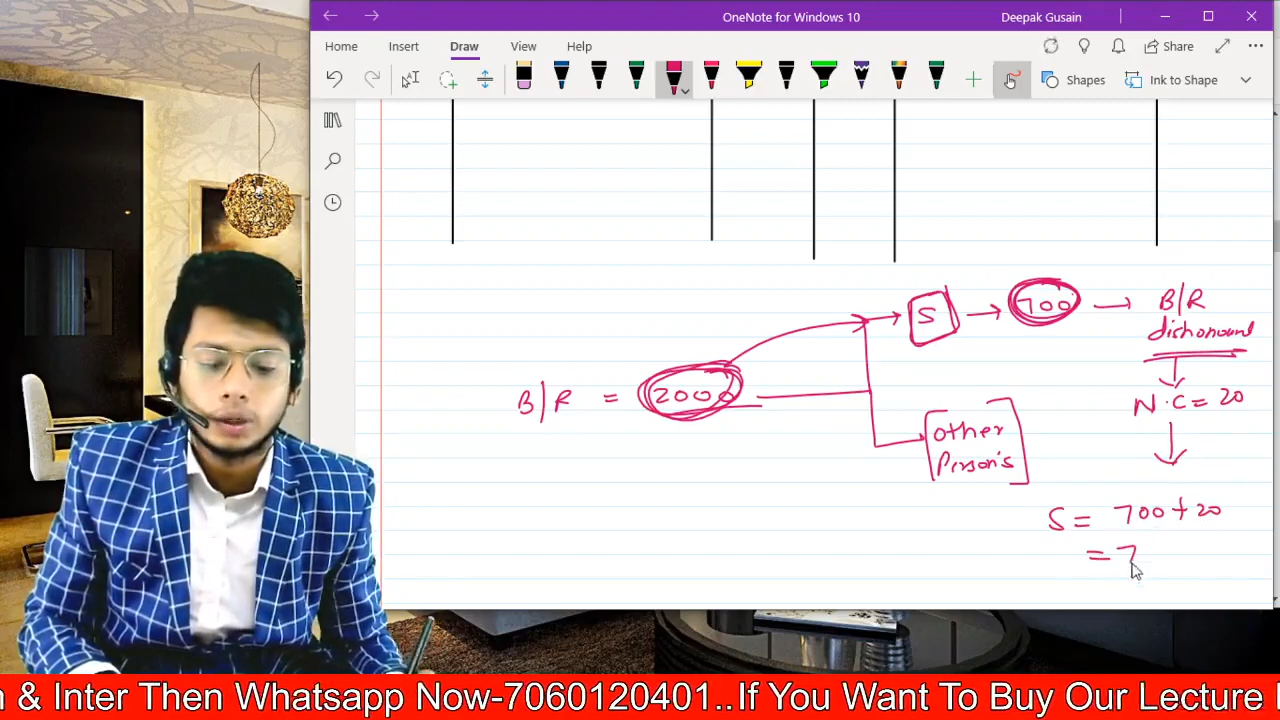 OneNote for Windows 10
Deepak Gusain
Home Insert Draw View Help
Share
Shapes
Ink to Shape
B/R = 2000
S → 700 → B/R
dishonound
N.C = 20
other
Person's
S = 700 + 20
= 7
n & Inter Then Whatsapp Now-7060120401..If You Want To Buy Our Lecture